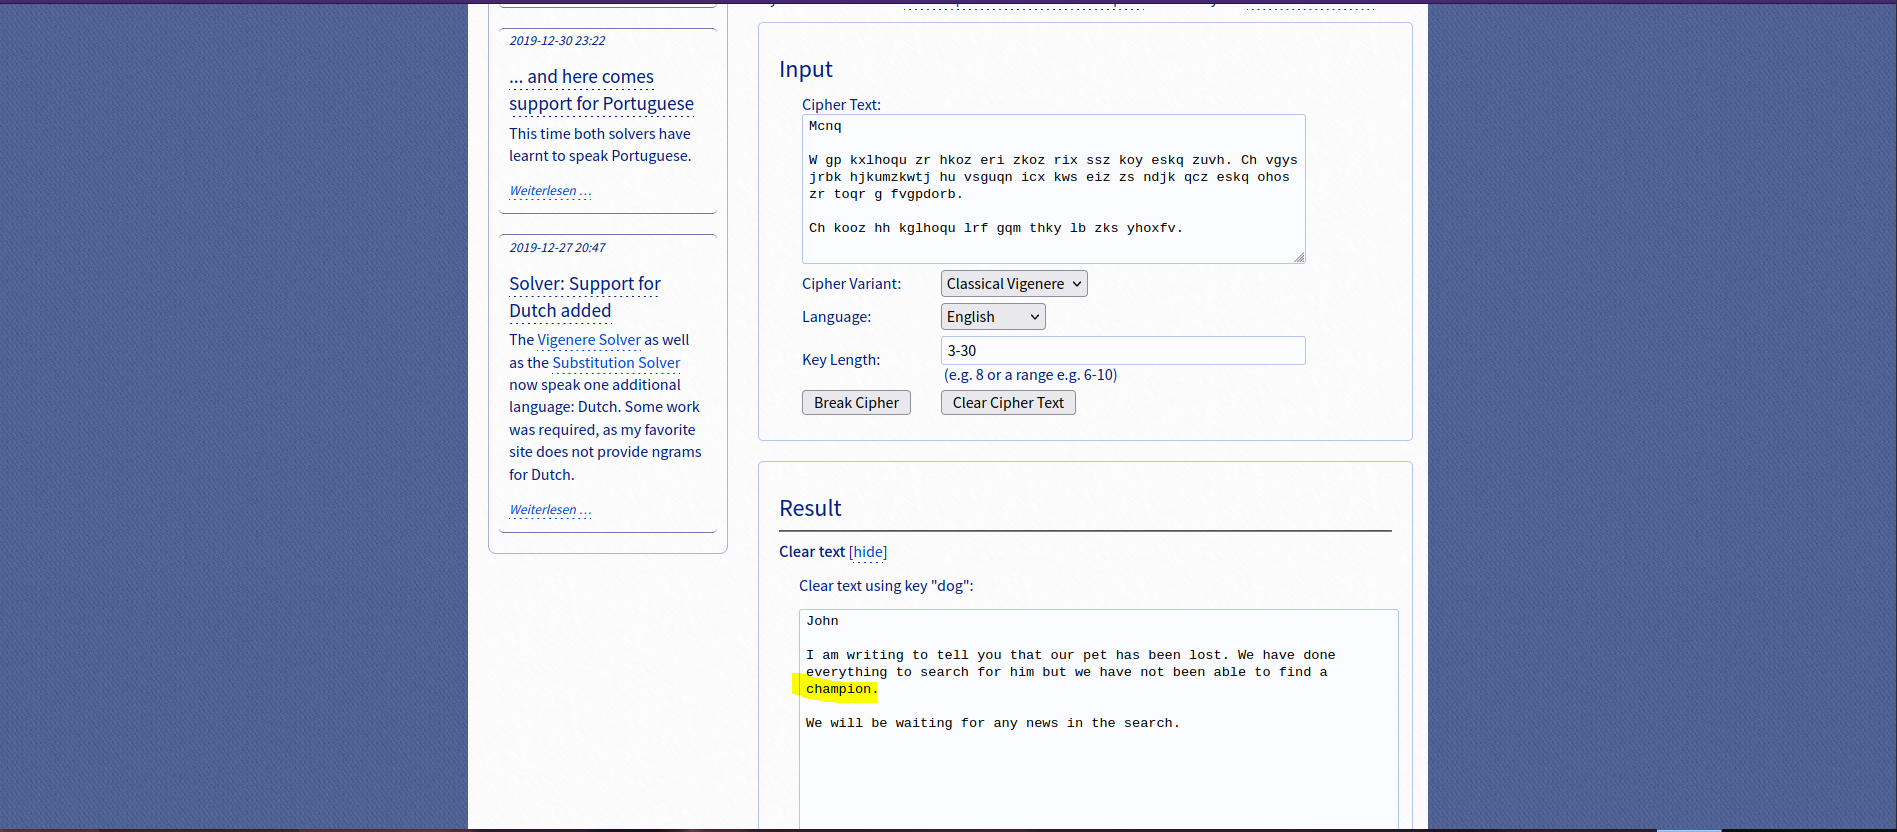 2019-12-30 23:22
... and here comes
support for Portuguese
This time both solvers have
learnt to speak Portuguese.
Weiterlesen ...
2019-12-27 20:47
Solver: Support for
Dutch added
The Vigenere Solver as well
as the Substitution Solver
now speak one additional
language: Dutch. Some work
was required, as my favorite
site does not provide ngrams
for Dutch.
Weiterlesen ...
Input
Cipher Text:
Mcnq
W gp kxlhoqu zr hkoz eri zkoz rix ssz koy eskq zuvh. Ch vgys
jrbk hjkumzkwtj hu vsguqn icx kws eiz zs ndjk qcz eskq ohos
zr toqr g fvgpdorb.
Ch kooz hh kglhoqu lrf gqm thky lb zks yhoxfv.
Cipher Variant: Classical Vigenere
Language: English
Key Length: 3-30
(e.g. 8 or a range e.g. 6-10)
Break Cipher Clear Cipher Text
Result
Clear text [hide]
Clear text using key "dog":
John
I am writing to tell you that our pet has been lost. We have done
everything to search for him but we have not been able to find a
champion.
We will be waiting for any news in the search.